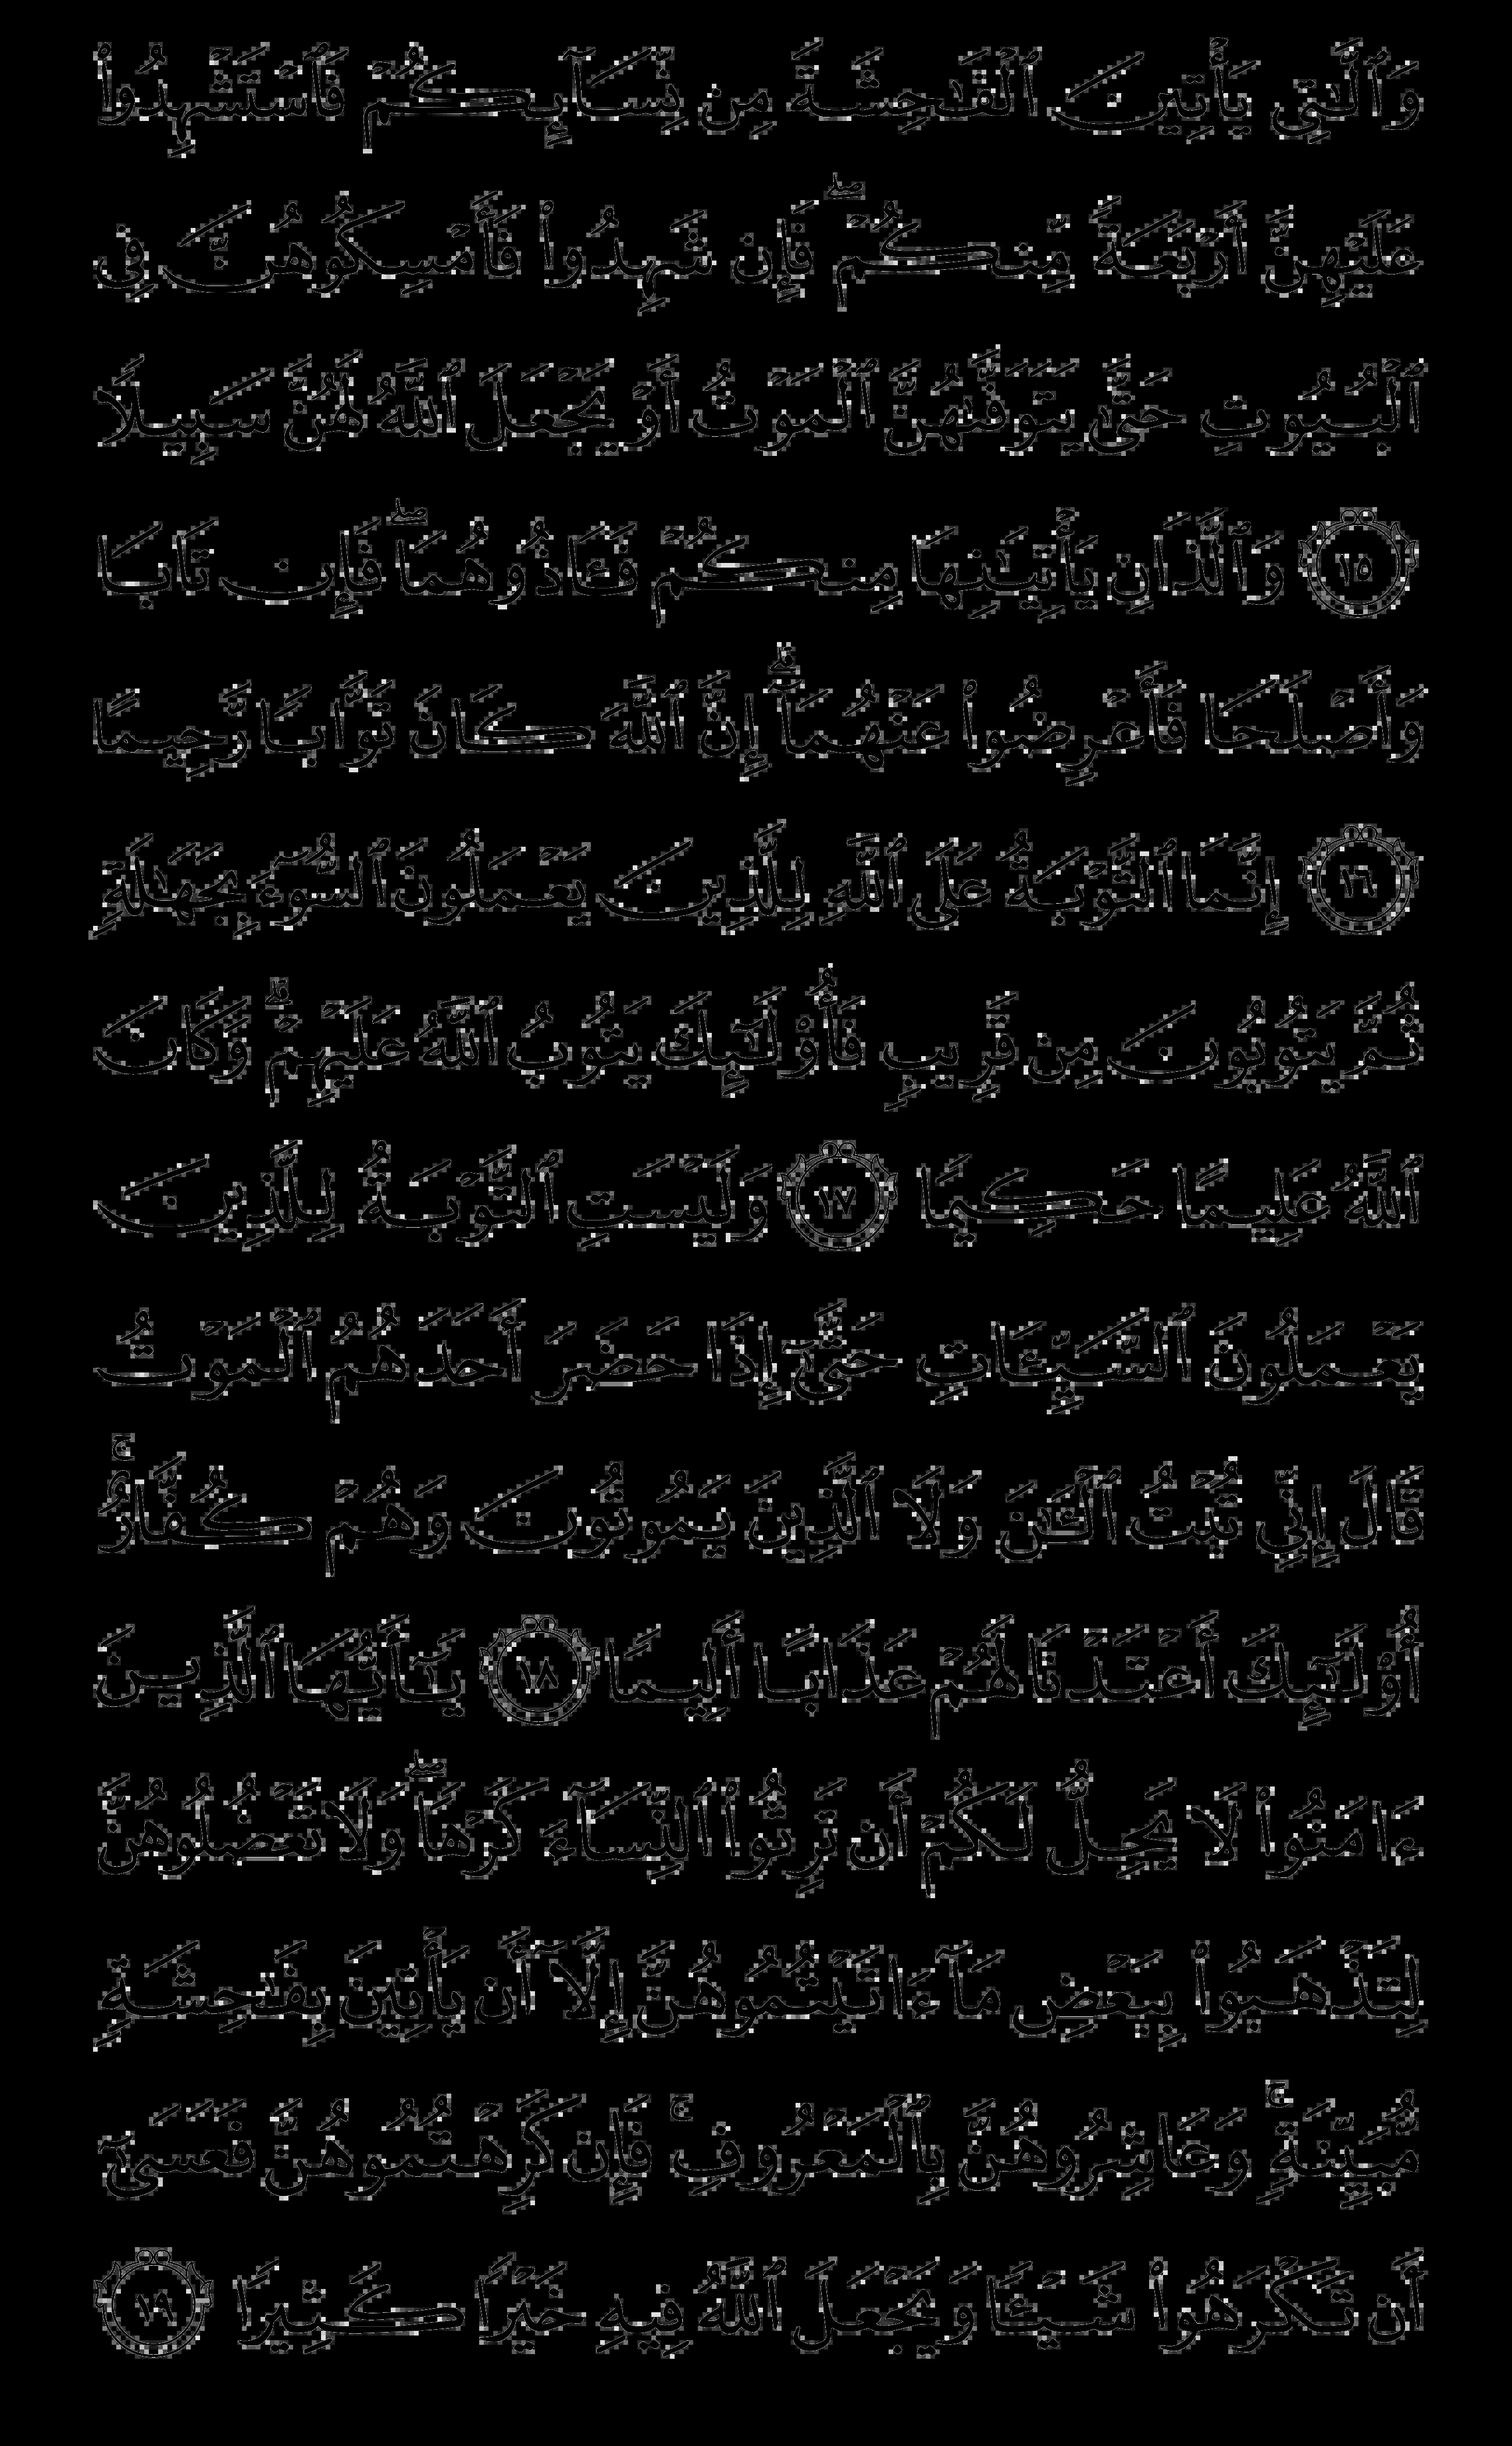 وَٱلَّـٰتِى يَأْتِينَ ٱلْفَـٰحِشَةَ مِن نِّسَآئِكُمْ فَٱسْتَشْهِدُوا۟
عَلَيْهِنَّ أَرْبَعَةً مِّنكُمْ ۖ فَإِن شَهِدُوا۟ فَأَمْسِكُوهُنَّ فِى
ٱلْبُيُوتِ حَتَّىٰ يَتَوَفَّىٰهُنَّ ٱلْمَوْتُ أَوْ يَجْعَلَ ٱللَّهُ لَهُنَّ سَبِيلًا
١٥ وَٱلَّذَانِ يَأْتِيَـٰنِهَا مِنكُمْ فَـَٔاذُوهُمَا ۖ فَإِن تَابَا
وَأَصْلَحَا فَأَعْرِضُوا۟ عَنْهُمَآ ۗ إِنَّ ٱللَّهَ كَانَ تَوَّابًا رَّحِيمًا
١٦ إِنَّمَا ٱلتَّوْبَةُ عَلَى ٱللَّهِ لِلَّذِينَ يَعْمَلُونَ ٱلسُّوٓءَ بِجَهَـٰلَةٍ
ثُمَّ يَتُوبُونَ مِن قَرِيبٍ فَأُو۟لَـٰٓئِكَ يَتُوبُ ٱللَّهُ عَلَيْهِمْ ۗ وَكَانَ
ٱللَّهُ عَلِيمًا حَكِيمًا ١٧ وَلَيْسَتِ ٱلتَّوْبَةُ لِلَّذِينَ
يَعْمَلُونَ ٱلسَّيِّـَٔاتِ حَتَّىٰٓ إِذَا حَضَرَ أَحَدَهُمُ ٱلْمَوْتُ
قَالَ إِنِّى تُبْتُ ٱلْـَٔـٰنَ وَلَا ٱلَّذِينَ يَمُوتُونَ وَهُمْ كُفَّارٌ ۚ
أُو۟لَـٰٓئِكَ أَعْتَدْنَا لَهُمْ عَذَابًا أَلِيمًا ١٨ يَـٰٓأَيُّهَا ٱلَّذِينَ
ءَامَنُوا۟ لَا يَحِلُّ لَكُمْ أَن تَرِثُوا۟ ٱلنِّسَآءَ كَرْهًا ۖ وَلَا تَعْضُلُوهُنَّ
لِتَذْهَبُوا۟ بِبَعْضِ مَآ ءَاتَيْتُمُوهُنَّ إِلَّآ أَن يَأْتِينَ بِفَـٰحِشَةٍ
مُّبَيِّنَةٍ ۚ وَعَاشِرُوهُنَّ بِٱلْمَعْرُوفِ ۚ فَإِن كَرِهْتُمُوهُنَّ فَعَسَىٰٓ
أَن تَكْرَهُوا۟ شَيْـًٔا وَيَجْعَلَ ٱللَّهُ فِيهِ خَيْرًا كَثِيرًا ١٩